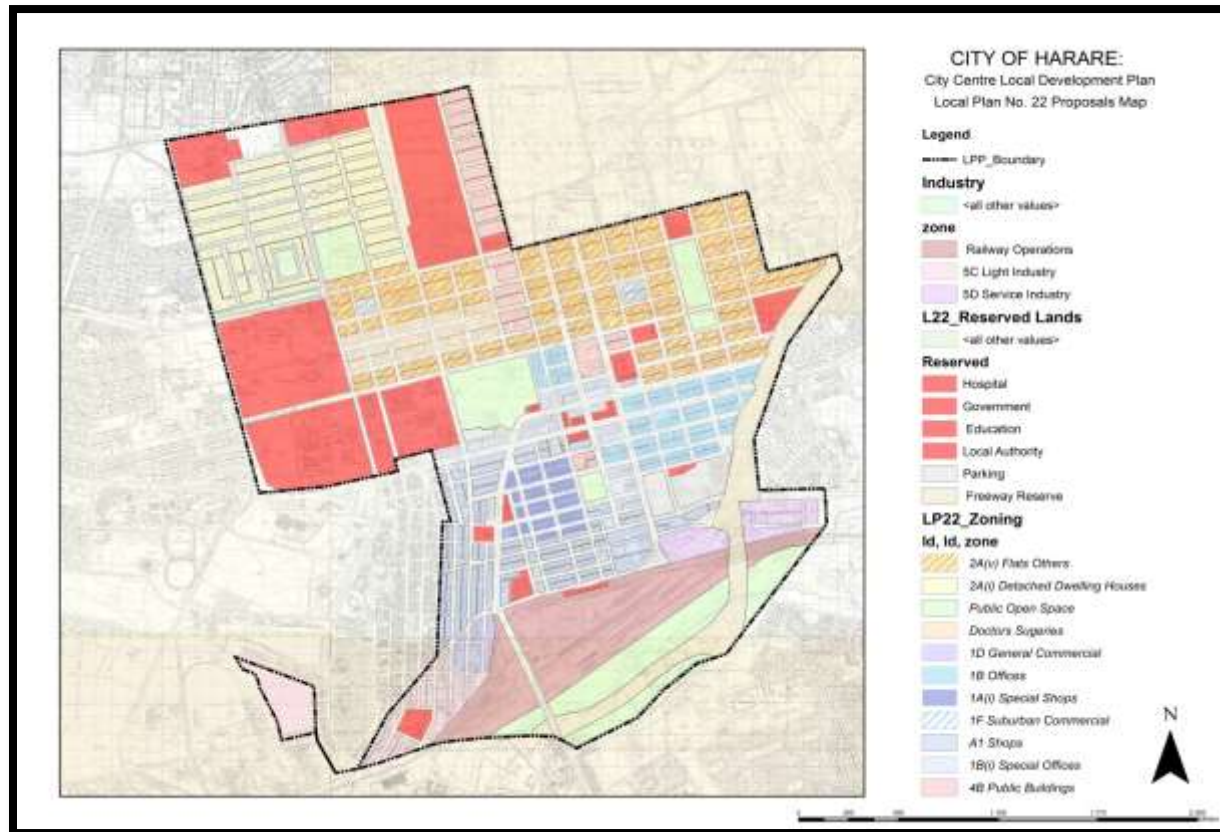 CITY OF HARARE:
City Centre Local Development Plan
Local Plan No. 22 Proposals Map
Legend
LPP_Boundary
Industry
<all other values>
zone
Railway Operations
5C Light Industry
5D Service Industry
L22_Reserved Lands
<all other values>
Reserved
Hospital
Government
Education
Local Authority
Parking
Freeway Reserve
LP22_Zoning
Id, Id, zone
2A(v) Flats Others
2A(i) Detached Dwelling Houses
Public Open Space
Doctors Sugeries
1D General Commercial
1B Offices
1A(i) Special Shops
1F Suburban Commercial
A1 Shops
1B(i) Special Offices
4B Public Buildings
N
0